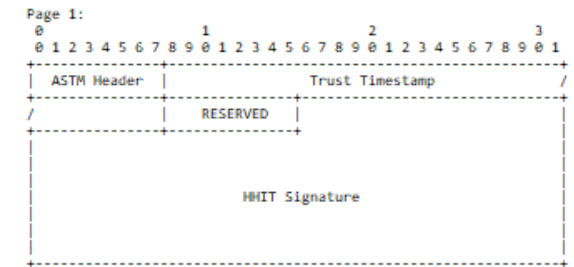 Page 1:
0 1 2 3
0 1 2 3 4 5 6 7 8 9 0 1 2 3 4 5 6 7 8 9 0 1 2 3 4 5 6 7 8 9 0 1
ASTM Header | Trust Timestamp /
/ | RESERVED |
HHIT Signature